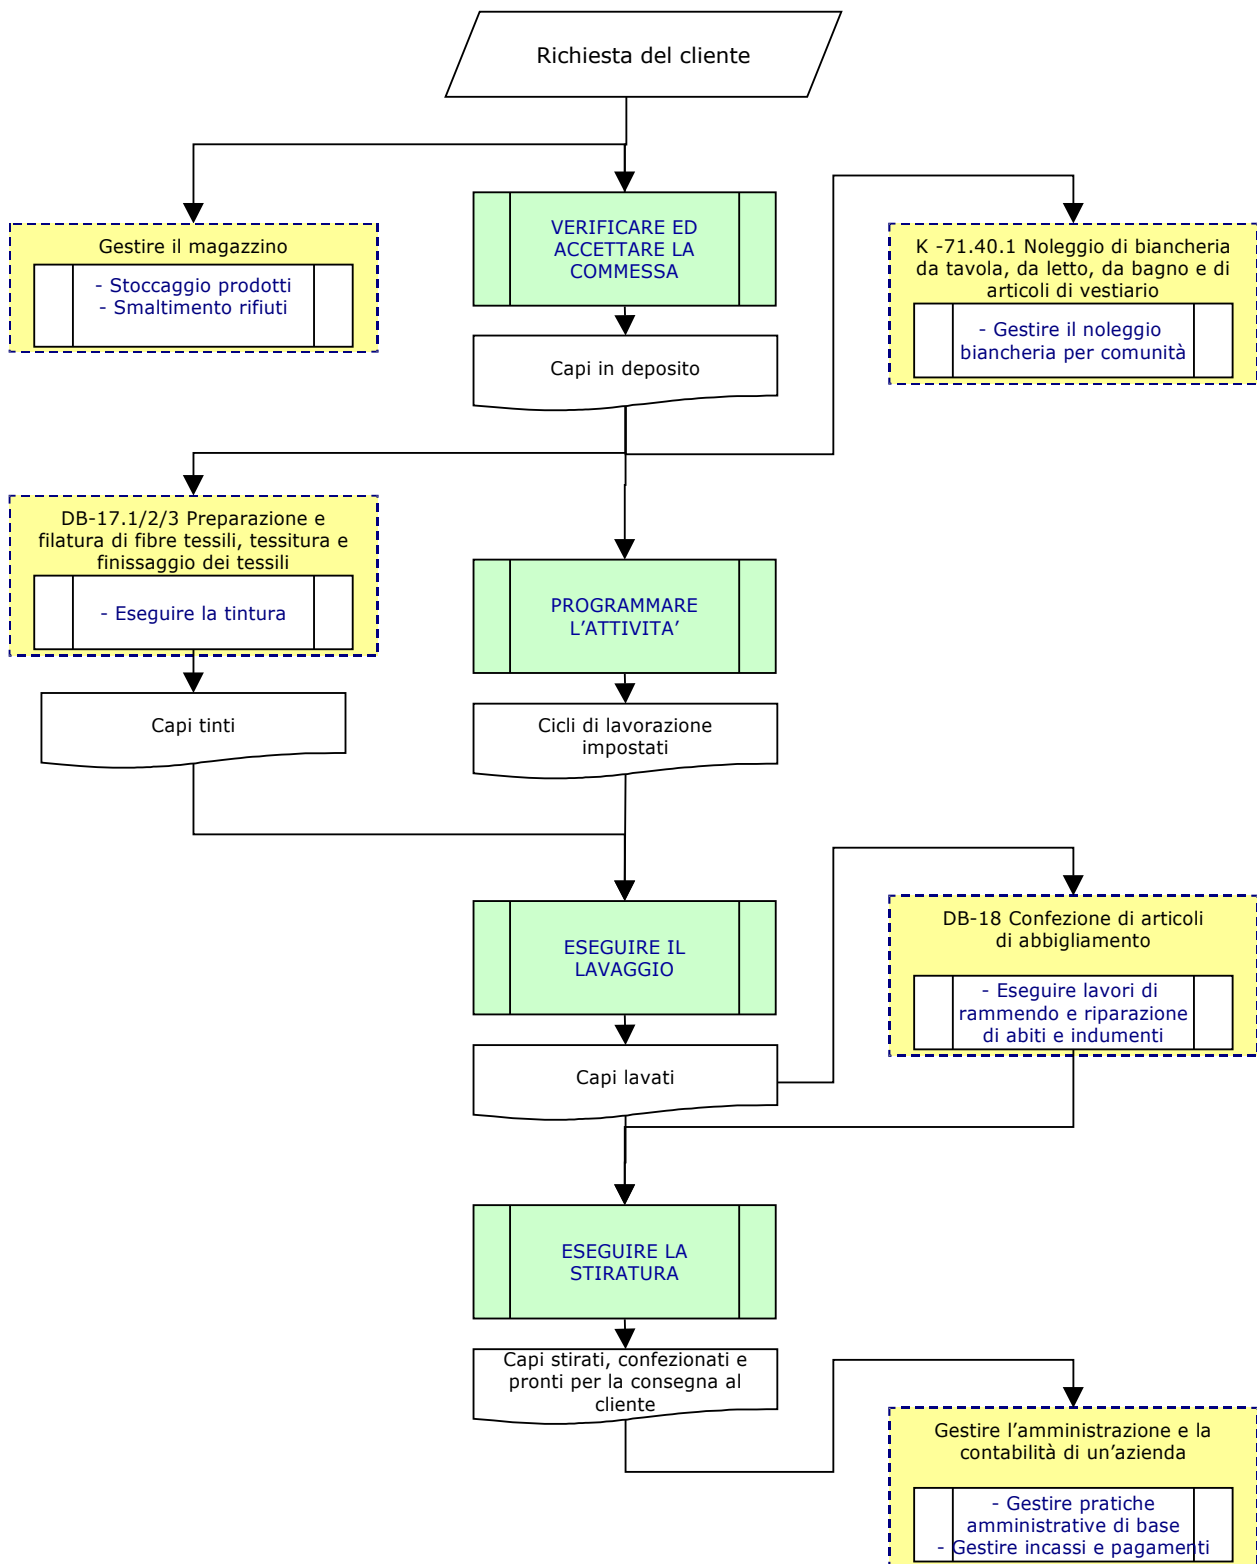 Richiesta del cliente
VERIFICARE ED
ACCETTARE LA
COMMESSA
Gestire il magazzino
- Stoccaggio prodotti
- Smaltimento rifiuti
K -71.40.1 Noleggio di biancheria
da tavola, da letto, da bagno e di
articoli di vestiario
- Gestire il noleggio
biancheria per comunità
Capi in deposito
DB-17.1/2/3 Preparazione e
filatura di fibre tessili, tessitura e
finissaggio dei tessili
- Eseguire la tintura
PROGRAMMARE
L’ATTIVITA’
Capi tinti
Cicli di lavorazione
impostati
ESEGUIRE IL
LAVAGGIO
DB-18 Confezione di articoli
di abbigliamento
- Eseguire lavori di
rammendo e riparazione
di abiti e indumenti
Capi lavati
ESEGUIRE LA
STIRATURA
Capi stirati, confezionati e
pronti per la consegna al
cliente
Gestire l’amministrazione e la
contabilità di un’azienda
- Gestire pratiche
amministrative di base
- Gestire incassi e pagamenti